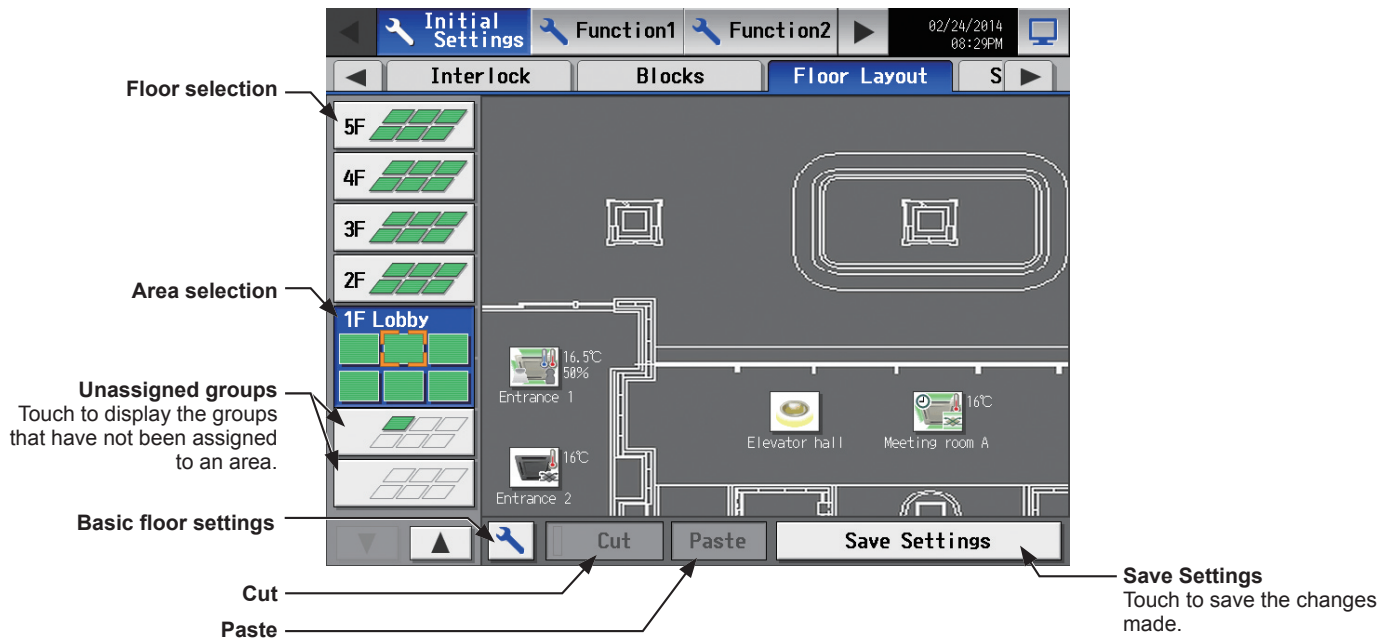 Initial
Settings
Function1
Function2
02/24/2014
08:29PM
Interlock
Blocks
Floor Layout
S
Floor selection
5F
4F
3F
2F
Area selection
1F Lobby
16.5℃
50%
Entrance 1
Unassigned groups
Touch to display the groups
that have not been assigned
to an area.
16℃
Elevator hall
Meeting room A
16℃
Entrance 2
Basic floor settings
Cut
Paste
Save Settings
Cut
Paste
Save Settings
Touch to save the changes
made.